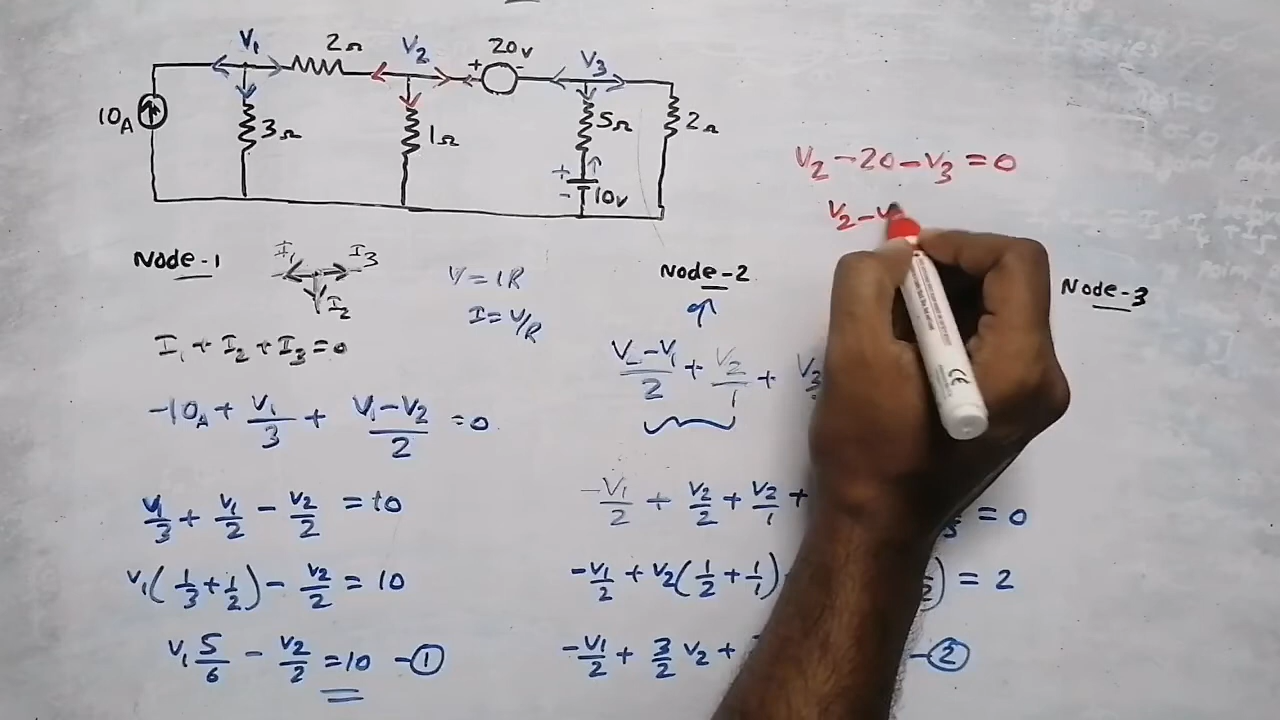 V₁ 2Ω V₂ 20V V₃
+ -
10A 3Ω 1Ω 5Ω 2Ω
+
- 10V
V₂ - 20 - V₃ = 0
V₂ - V
Node-1
I₁ I₃
I₂
V = IR
I = V/R
I₁ + I₂ + I₃ = 0
-10A + V₁/3 + V₁-V₂/2 = 0
V₁/3 + V₁/2 - V₂/2 = 10
V₁(1/3 + 1/2) - V₂/2 = 10
V₁ 5/6 - V₂/2 = 10 -①
Node-2
V₂-V₁/2 + V₂/1 + V₃
-V₁/2 + V₂/2 + V₂/1 + = 0
-V₁/2 + V₂(1/2 + 1/1) ) = 2
-V₁/2 + 3/2 V₂ + -②
Node-3
CE